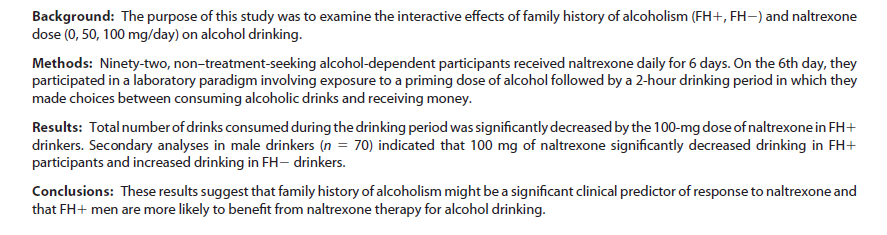 Background: The purpose of this study was to examine the interactive effects of family history of alcoholism (FH+, FH−) and naltrexone
dose (0, 50, 100 mg/day) on alcohol drinking.
Methods: Ninety-two, non–treatment-seeking alcohol-dependent participants received naltrexone daily for 6 days. On the 6th day, they
participated in a laboratory paradigm involving exposure to a priming dose of alcohol followed by a 2-hour drinking period in which they
made choices between consuming alcoholic drinks and receiving money.
Results: Total number of drinks consumed during the drinking period was significantly decreased by the 100-mg dose of naltrexone in FH+
drinkers. Secondary analyses in male drinkers (n = 70) indicated that 100 mg of naltrexone significantly decreased drinking in FH+
participants and increased drinking in FH− drinkers.
Conclusions: These results suggest that family history of alcoholism might be a significant clinical predictor of response to naltrexone and
that FH+ men are more likely to benefit from naltrexone therapy for alcohol drinking.